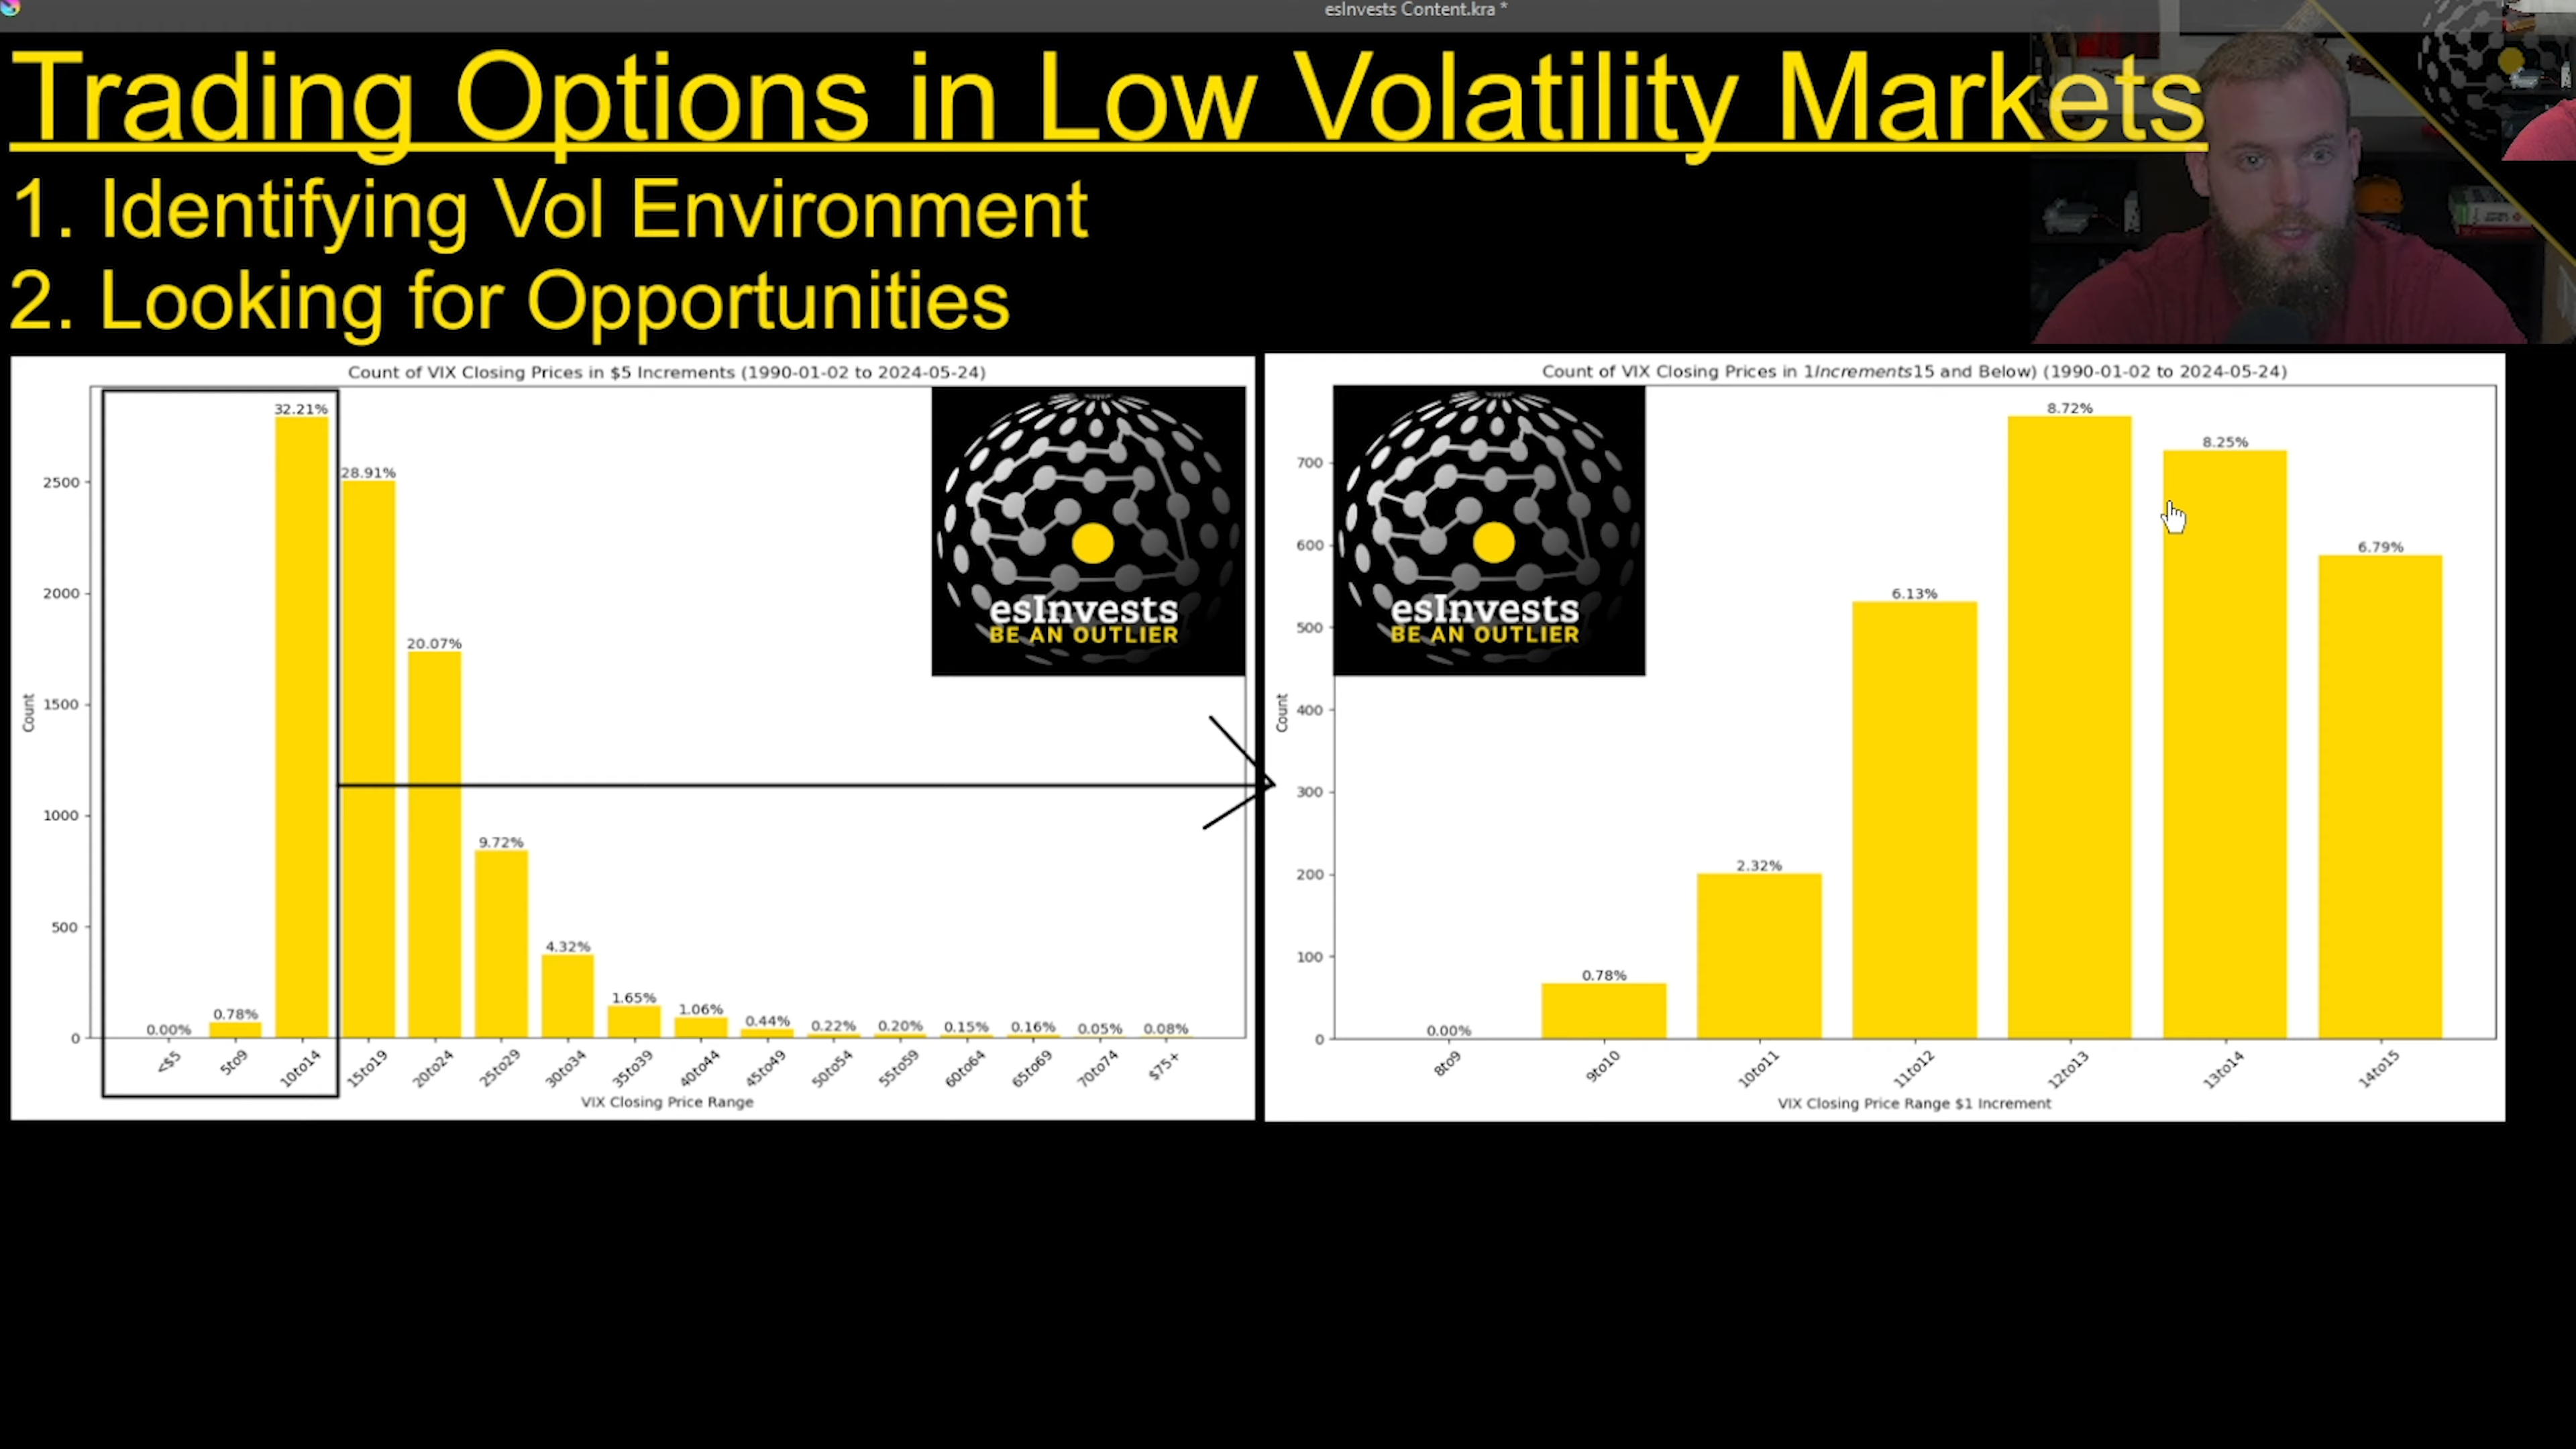 esInvests Content.kra *
Trading Options in Low Volatility Markets
1. Identifying Vol Environment
2. Looking for Opportunities
Count of VIX Closing Prices in $5 Increments (1990-01-02 to 2024-05-24)
32.21%
28.91%
20.07%
9.72%
4.32%
1.65%
1.06%
0.44%
0.22%
0.20%
0.15%
0.16%
0.05%
0.08%
0.78%
0.00%
2500
2000
1500
1000
500
0
Count
<$5
5to9
10to14
15to19
20to24
25to29
30to34
35to39
40to44
45to49
50to54
55to59
60to64
65to69
70to74
$75+
VIX Closing Price Range
esInvests
BE AN OUTLIER
Count of VIX Closing Prices in 1Increments15 and Below) (1990-01-02 to 2024-05-24)
esInvests
BE AN OUTLIER
0.00%
0.78%
2.32%
6.13%
8.72%
8.25%
6.79%
700
600
500
400
300
200
100
0
Count
8to9
9to10
10to11
11to12
12to13
13to14
14to15
VIX Closing Price Range $1 Increment